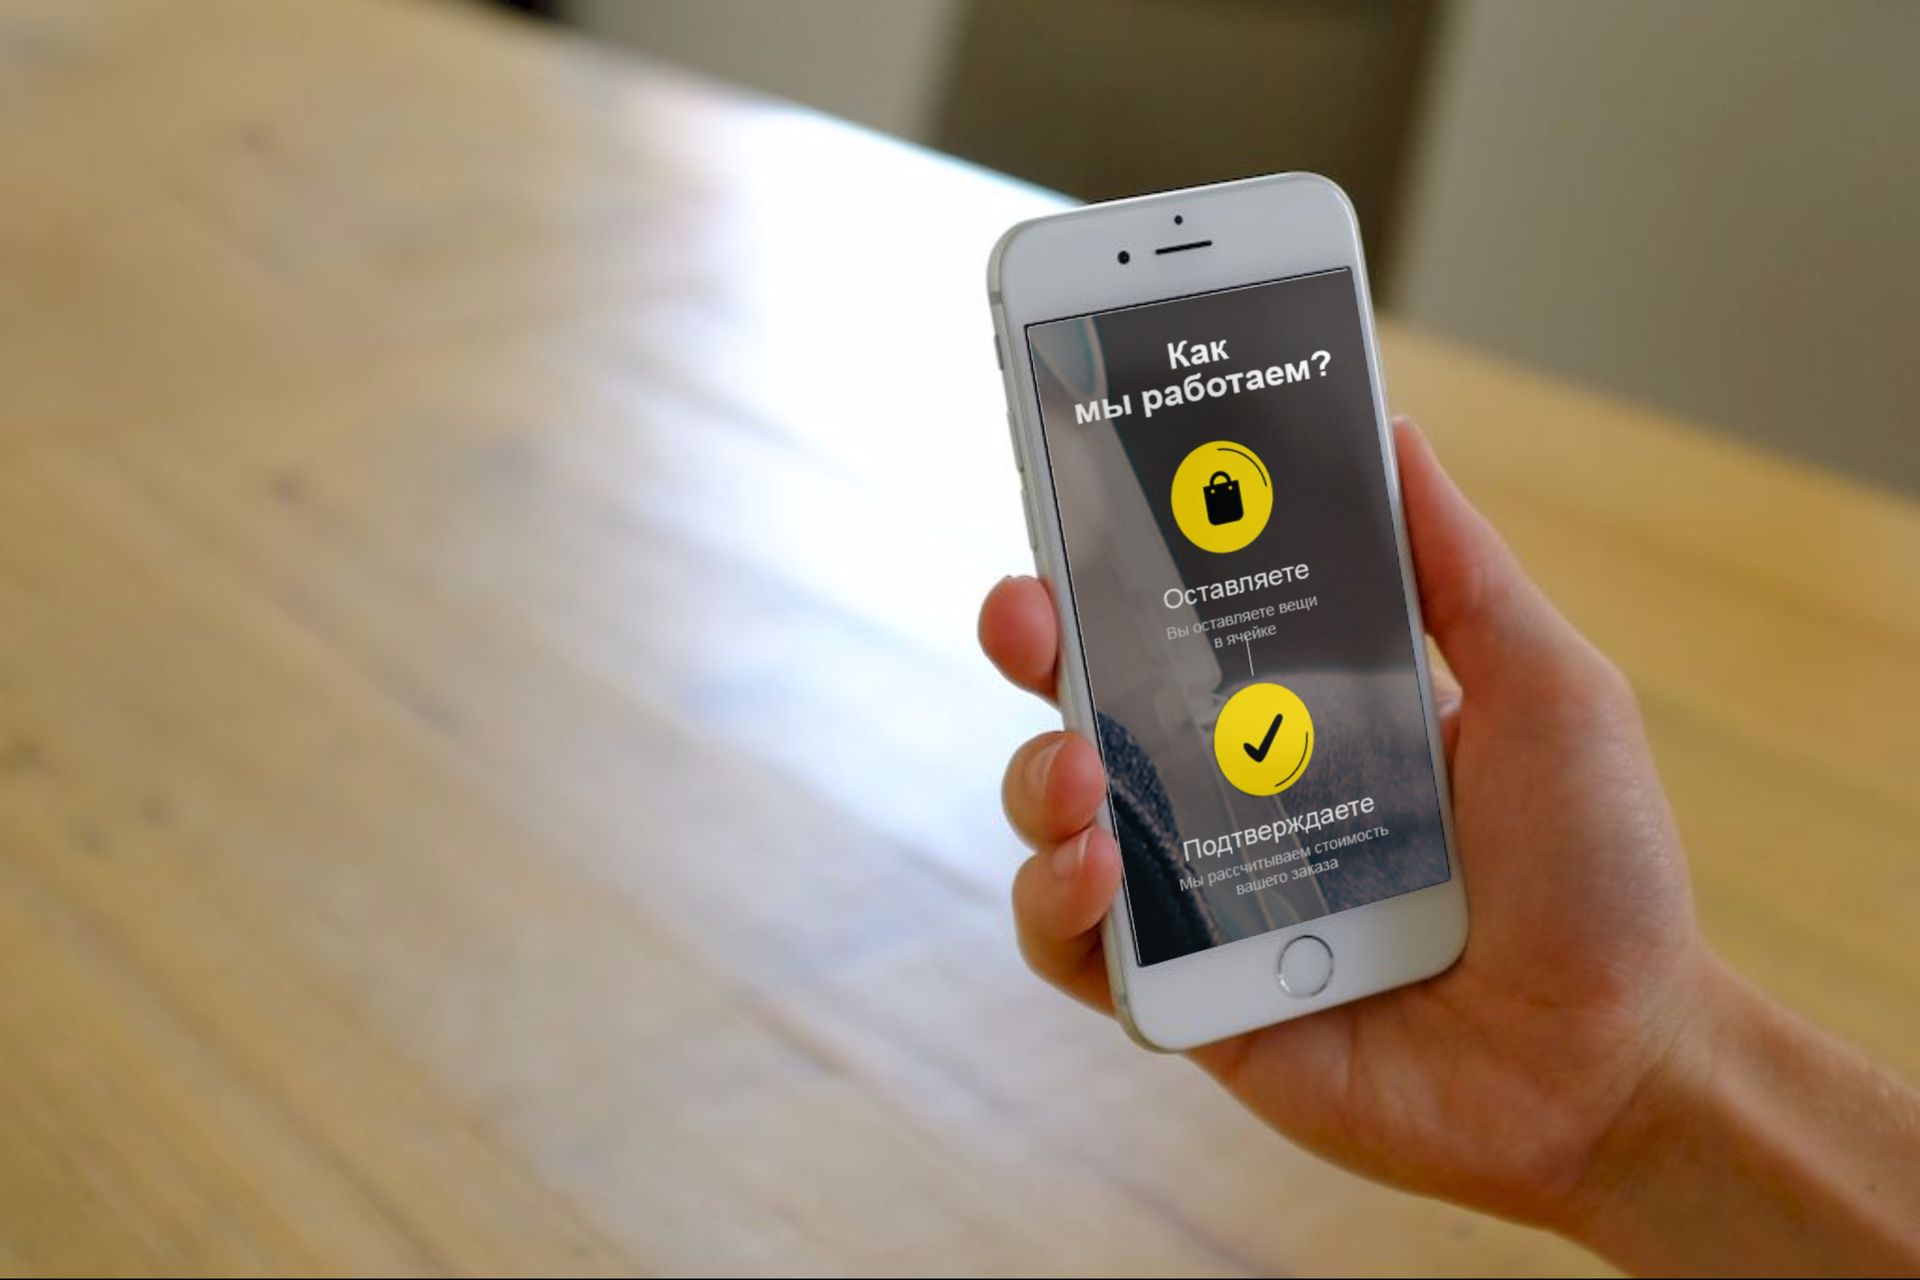 Как
мы работаем?
Оставляете
Вы оставляете вещи
в ячейке
Подтверждаете
Мы рассчитываем стоимость
вашего заказа